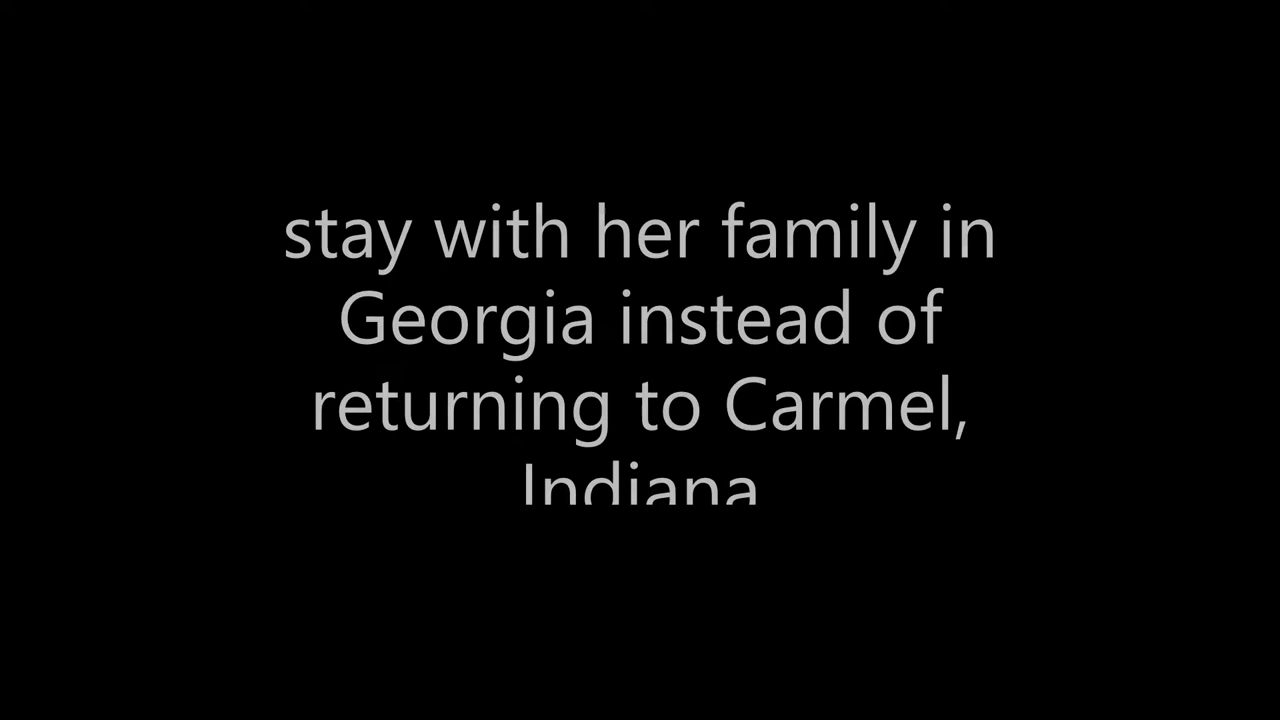 stay with her family in
Georgia instead of
returning to Carmel,
Indiana